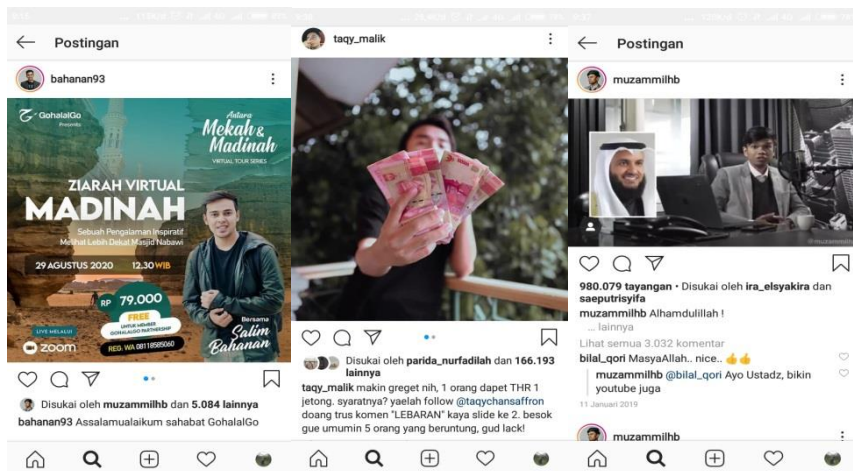 Postingan
bahanan93
GohalalGo
Presents
Antara
Mekah &
Madinah
VIRTUAL TOUR SERIES
ZIARAH VIRTUAL
MADINAH
Sebuah Pengalaman Inspiratif
Melihat Lebih Dekat Masjid Nabawi
29 AGUSTUS 2020 12.30 WIB
RP 79.000
FREE
UNTUK MEMBER
GOHALALGO PARTNERSHIP
LIVE MELALUI
zoom
REG. WA 08118585060
Bersama
Salim
Bahanan
Disukai oleh muzammilhb dan 5.084 lainnya
bahanan93 Assalamualaikum sahabat GohalalGo
taqy_malik
Disukai oleh parida_nurfadilah dan 166.193
lainnya
taqy_malik makin greget nih, 1 orang dapet THR 1
jetong. syaratnya? yaelah follow @taqychansaffron
doang trus komen "LEBARAN" kaya slide ke 2. besok
gue umumin 5 orang yang beruntung, gud lack!
Postingan
muzammilhb
980.079 tayangan • Disukai oleh ira_elsyakira dan
saeputrisyifa
muzammilhb Alhamdulillah !
... lainnya
Lihat semua 3.032 komentar
bilal_qori MasyaAllah.. nice.. 👍👍
muzammilhb @bilal_qori Ayo Ustadz, bikin
youtube juga
11 Januari 2019
muzammilhb